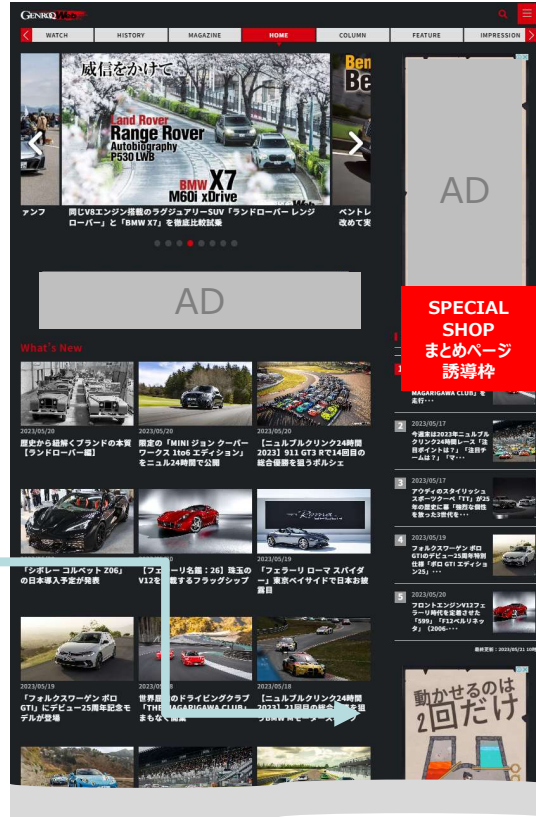 GENROQ Web
WATCH
HISTORY
MAGAZINE
HOME
COLUMN
FEATURE
IMPRESSION
威信をかけて
Land Rover
Range Rover
Autobiography
P530 LWB
BMW X7
M60i xDrive
Ben
Be
ァンフ
同じV8エンジン搭載のラグジュアリーSUV「ランドローバー レンジ
ローバー」と「BMW X7」を徹底比較試乗
ベントレ
改めて実
AD
AD
SPECIAL
SHOP
まとめページ
誘導枠
What's New
2023/05/20
歴史から紐解くブランドの本質
【ランドローバー編】
2023/05/20
限定の「MINI ジョン クーパー
ワークス 1to6 エディション」
をニュル24時間で公開
2023/05/20
【ニュルブルクリンク24時間
2023】911 GT3 Rで14回目の
総合優勝を狙うポルシェ
「シボレー コルベット Z06」
の日本導入予定が発表
【フェラーリ名鑑：26】珠玉の
V12を搭載するフラッグシップ
2023/05/19
「フェラーリ ローマ スパイダ
ー」東京ベイサイドで日本お披
露目
2023/05/19
「フォルクスワーゲン ポロ
GTI」にデビュー25周年記念モ
デルが登場
世界最 のドライビングクラブ
「THE MAGARIGAWA CLUB」
まもなく開業
2023/05/18
【ニュルブルクリンク24時間
2023】21回目の総合優勝を狙
うBMW Mモータースポーツ
1
MAGARIGAWA CLUB」を
走行・・・
2
2023/05/17
今週末は2023年ニュルブル
クリンク24時間レース「注
目ポイントは？」「注目チ
ームは？」「マ・・・
3
2023/05/17
アウディのスタイリッシュ
スポーツクーペ「TT」が25
年の歴史に幕「強烈な個性
を放った3世代を・・・
4
2023/05/19
フォルクスワーゲン ポロ
GTIのデビュー25周年特別
仕様「ポロ GTI エディショ
ン25」・・・
5
2023/05/20
フロントエンジンV12フェ
ラーリ時代を定着させた
「599」「F12ベルリネッ
タ」（2006-・・・
最終更新：2023/05/21 10時
動かせるのは
2回だけ